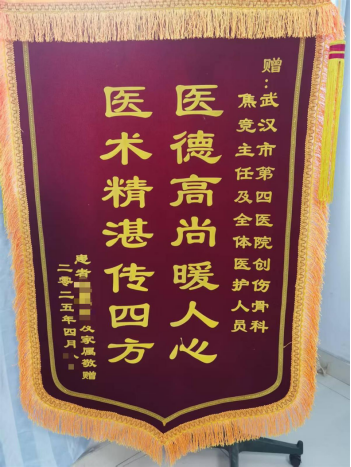 赠：武汉市第四医院创伤骨科
焦竞主任及全体医护人员
医德高尚暖人心
医术精湛传四方
患者 及家属敬赠
二零二五年四月